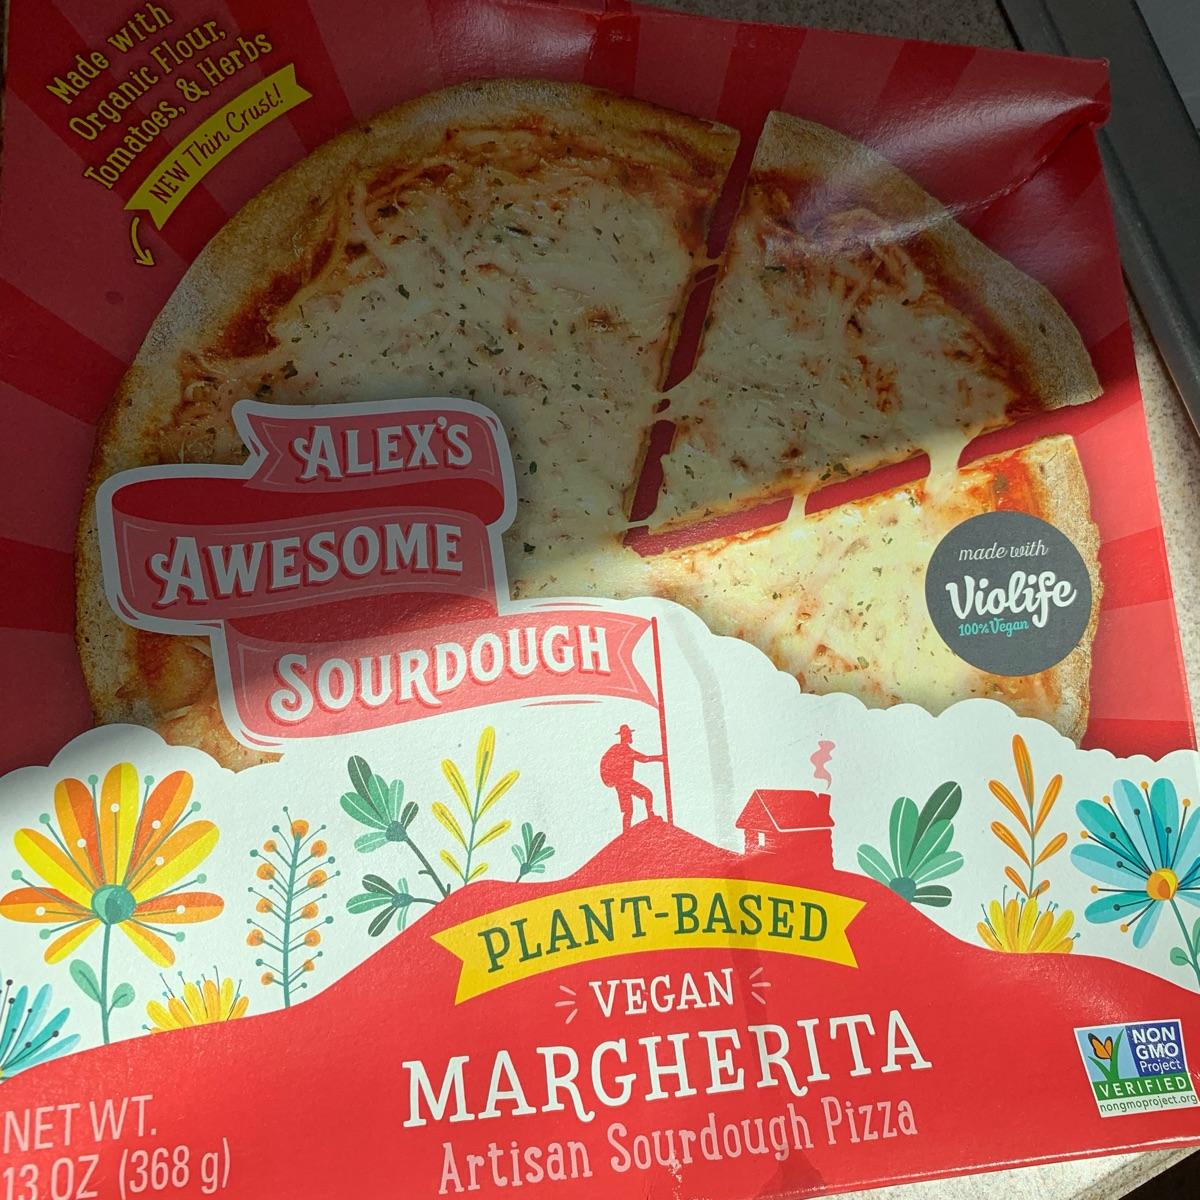 Made with
Organic Flour,
Tomatoes, & Herbs
NEW Thin Crust!
ALEX'S
AWESOME
SOURDOUGH
made with
Violife
100% Vegan
PLANT-BASED
VEGAN
MARGHERITA
Artisan Sourdough Pizza
NET WT.
13 OZ (368 g)
NON
GMO
Project
VERIFIED
nongmoproject.org